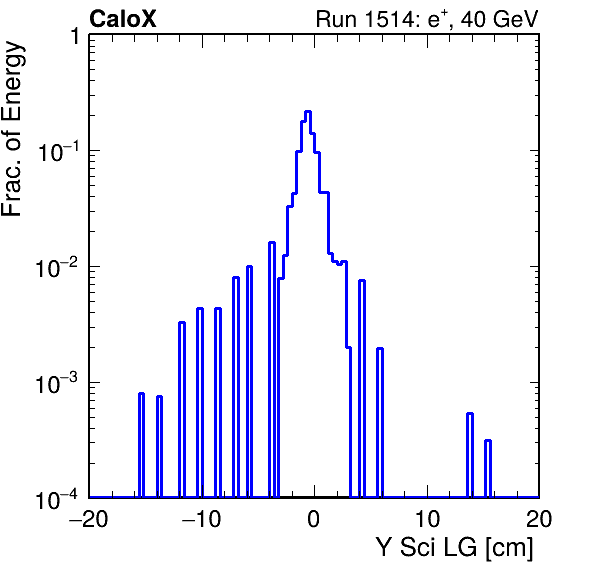 CaloX Run 1514: e⁺, 40 GeV
Frac. of Energy
1
10⁻¹
10⁻²
10⁻³
10⁻⁴
−20 −10 0 10 20
Y Sci LG [cm]